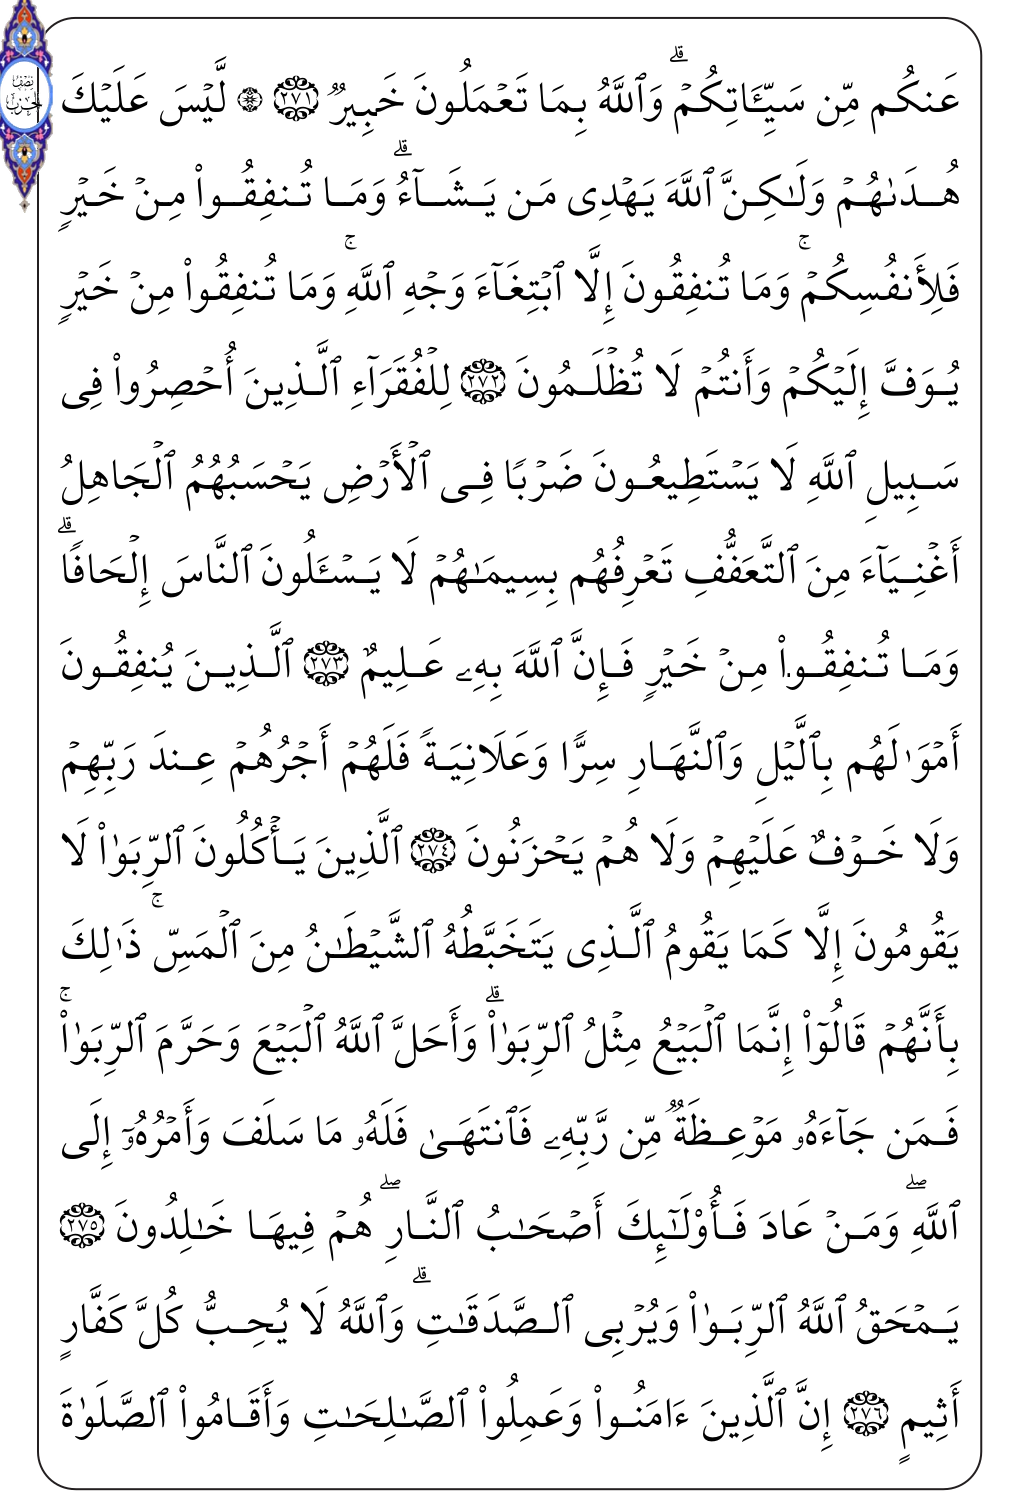 عَنكُم مِّن سَيِّـَٔاتِكُمۡۗ وَٱللَّهُ بِمَا تَعۡمَلُونَ خَبِيرٞ ٢٧١ ۞ لَّيۡسَ عَلَيۡكَ
هُدَىٰهُمۡ وَلَٰكِنَّ ٱللَّهَ يَهۡدِي مَن يَشَآءُۗ وَمَا تُنفِقُواْ مِنۡ خَيۡرٖ
فَلِأَنفُسِكُمۡۚ وَمَا تُنفِقُونَ إِلَّا ٱبۡتِغَآءَ وَجۡهِ ٱللَّهِۚ وَمَا تُنفِقُواْ مِنۡ خَيۡرٖ
يُوَفَّ إِلَيۡكُمۡ وَأَنتُمۡ لَا تُظۡلَمُونَ ٢٧٢ لِلۡفُقَرَآءِ ٱلَّذِينَ أُحۡصِرُواْ فِي
سَبِيلِ ٱللَّهِ لَا يَسۡتَطِيعُونَ ضَرۡبٗا فِي ٱلۡأَرۡضِ يَحۡسَبُهُمُ ٱلۡجَاهِلُ
أَغۡنِيَآءَ مِنَ ٱلتَّعَفُّفِ تَعۡرِفُهُم بِسِيمَٰهُمۡ لَا يَسۡـَٔلُونَ ٱلنَّاسَ إِلۡحَافٗاۗ
وَمَا تُنفِقُواْ مِنۡ خَيۡرٖ فَإِنَّ ٱللَّهَ بِهِۦ عَلِيمٌ ٢٧٣ ٱلَّذِينَ يُنفِقُونَ
أَمۡوَٰلَهُم بِٱلَّيۡلِ وَٱلنَّهَارِ سِرّٗا وَعَلَانِيَةٗ فَلَهُمۡ أَجۡرُهُمۡ عِندَ رَبِّهِمۡ
وَلَا خَوۡفٌ عَلَيۡهِمۡ وَلَا هُمۡ يَحۡزَنُونَ ٢٧٤ ٱلَّذِينَ يَأۡكُلُونَ ٱلرِّبَوٰاْ لَا
يَقُومُونَ إِلَّا كَمَا يَقُومُ ٱلَّذِي يَتَخَبَّطُهُ ٱلشَّيۡطَٰنُ مِنَ ٱلۡمَسِّۚ ذَٰلِكَ
بِأَنَّهُمۡ قَالُوٓاْ إِنَّمَا ٱلۡبَيۡعُ مِثۡلُ ٱلرِّبَوٰاْۗ وَأَحَلَّ ٱللَّهُ ٱلۡبَيۡعَ وَحَرَّمَ ٱلرِّبَوٰاْۚ
فَمَن جَآءَهُۥ مَوۡعِظَةٞ مِّن رَّبِّهِۦ فَٱنتَهَىٰ فَلَهُۥ مَا سَلَفَ وَأَمۡرُهُۥٓ إِلَى
ٱللَّهِۖ وَمَنۡ عَادَ فَأُوْلَٰٓئِكَ أَصۡحَٰبُ ٱلنَّارِۖ هُمۡ فِيهَا خَٰلِدُونَ ٢٧٥
يَمۡحَقُ ٱللَّهُ ٱلرِّبَوٰاْ وَيُرۡبِي ٱلصَّدَقَٰتِۗ وَٱللَّهُ لَا يُحِبُّ كُلَّ كَفَّارٍ
أَثِيمٍ ٢٧٦ إِنَّ ٱلَّذِينَ ءَامَنُواْ وَعَمِلُواْ ٱلصَّٰلِحَٰتِ وَأَقَامُواْ ٱلصَّلَوٰةَ
نِصْفُ
الحِزْبِ